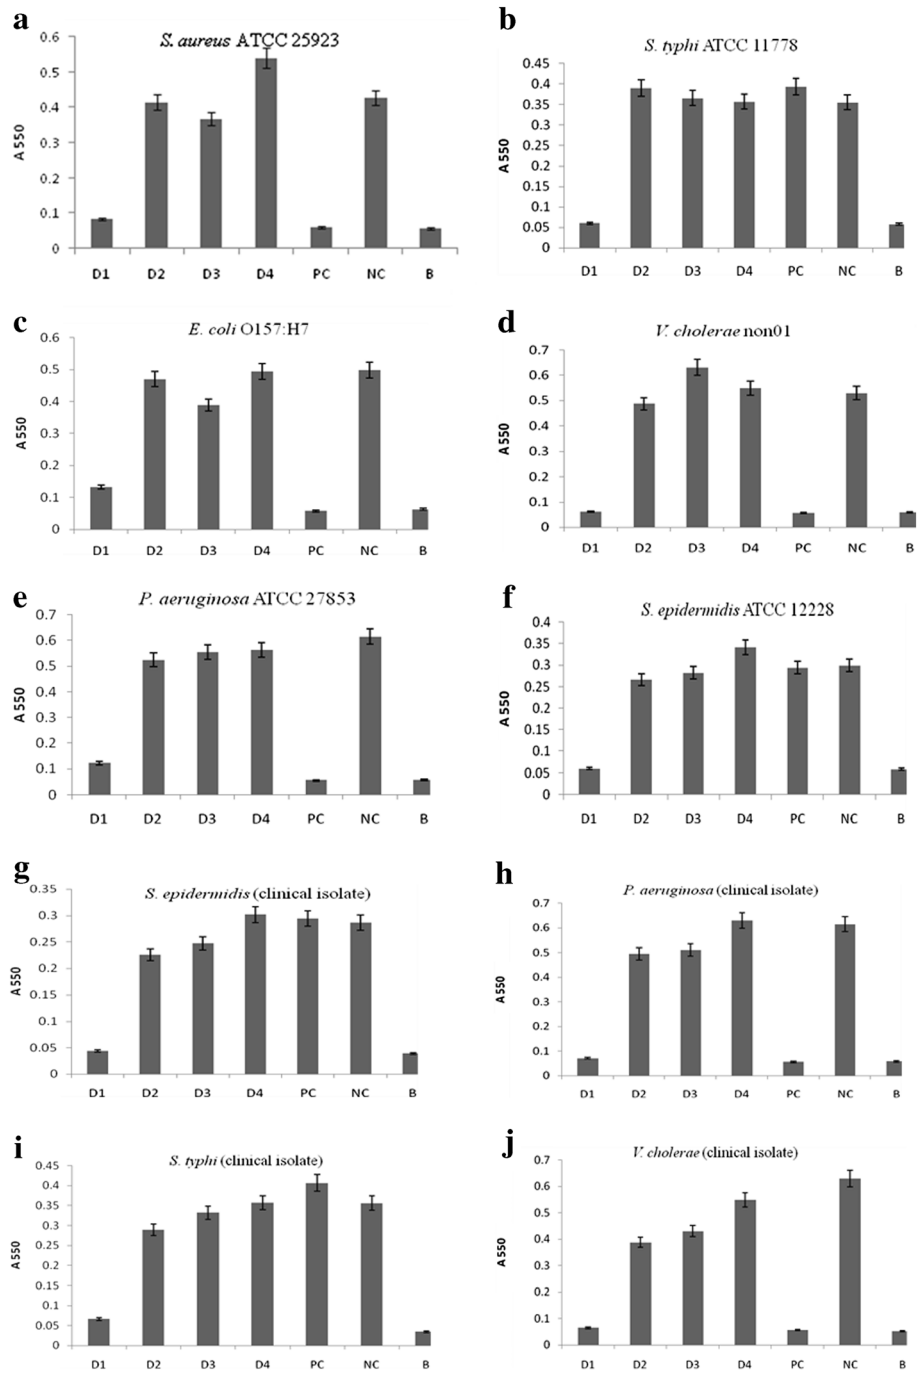 a
S. aureus ATCC 25923
0.6
0.5
0.4
0.3
0.2
0.1
0
A 550
D1 D2 D3 D4 PC NC B
b
S. typhi ATCC 11778
0.45
0.4
0.35
0.3
0.25
0.2
0.15
0.1
0.05
0
A 550
D1 D2 D3 D4 PC NC B
c
E. coli O157:H7
0.6
0.5
0.4
0.3
0.2
0.1
0
A 550
D1 D2 D3 D4 PC NC B
d
V. cholerae non01
0.7
0.6
0.5
0.4
0.3
0.2
0.1
0
A 550
D1 D2 D3 D4 PC NC B
e
P. aeruginosa ATCC 27853
0.7
0.6
0.5
0.4
0.3
0.2
0.1
0
A 550
D1 D2 D3 D4 PC NC B
f
S. epidermidis ATCC 12228
0.4
0.35
0.3
0.25
0.2
0.15
0.1
0.05
0
A 550
D1 D2 D3 D4 PC NC B
g
S. epidermidis (clinical isolate)
0.35
0.3
0.25
0.2
0.15
0.1
0.05
0
A 550
D1 D2 D3 D4 PC NC B
h
P. aeruginosa (clinical isolate)
0.7
0.6
0.5
0.4
0.3
0.2
0.1
0
A 550
D1 D2 D3 D4 PC NC B
i
S. typhi (clinical isolate)
0.45
0.4
0.35
0.3
0.25
0.2
0.15
0.1
0.05
0
A 550
D1 D2 D3 D4 PC NC B
j
V. cholerae (clinical isolate)
0.7
0.6
0.5
0.4
0.3
0.2
0.1
0
A 550
D1 D2 D3 D4 PC NC B